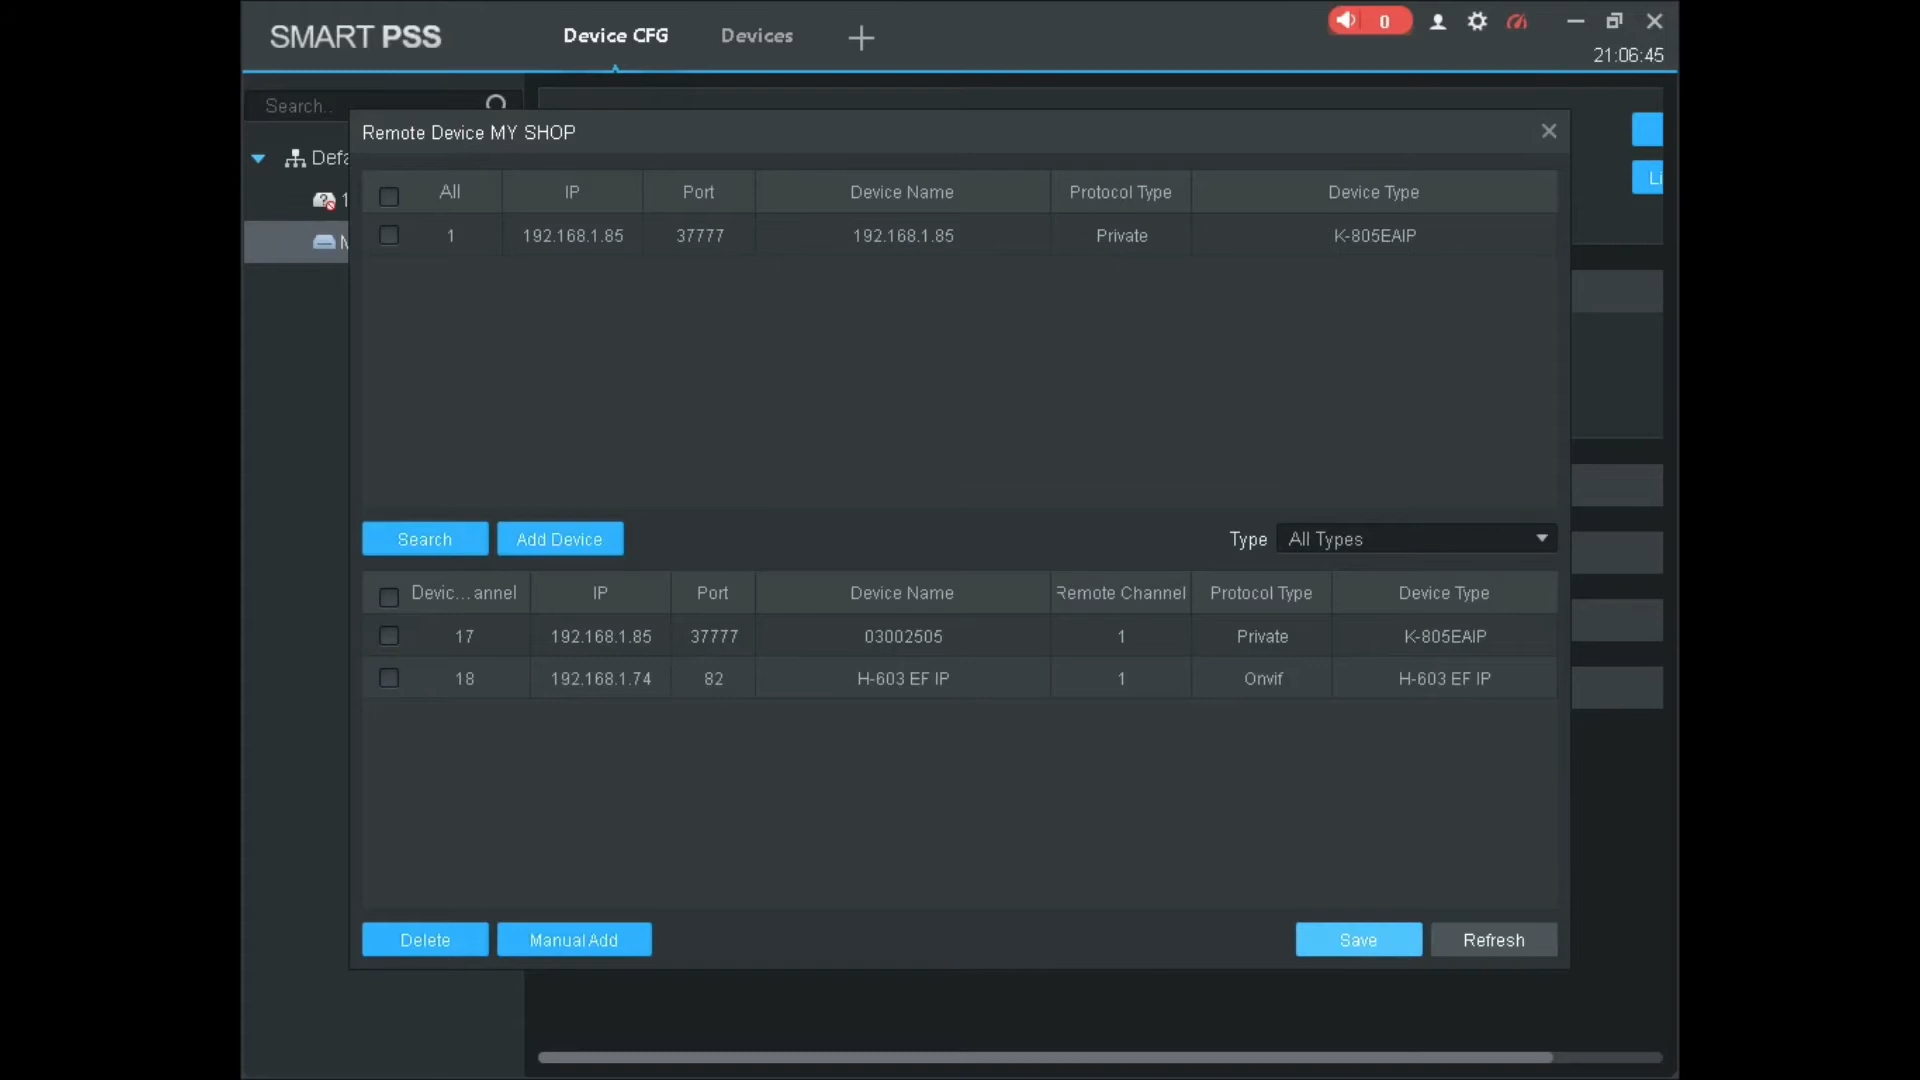 SMART PSS
Device CFG
Devices
0
21:06:45
Search..
Remote Device MY SHOP
Defa
1
M
Li
All IP Port Device Name Protocol Type Device Type
1 192.168.1.85 37777 192.168.1.85 Private K-805EAIP
Search
Add Device
Type All Types
Devic...annel IP Port Device Name Remote Channel Protocol Type Device Type
17 192.168.1.85 37777 03002505 1 Private K-805EAIP
18 192.168.1.74 82 H-603 EF IP 1 Onvif H-603 EF IP
Delete
Manual Add
Save
Refresh